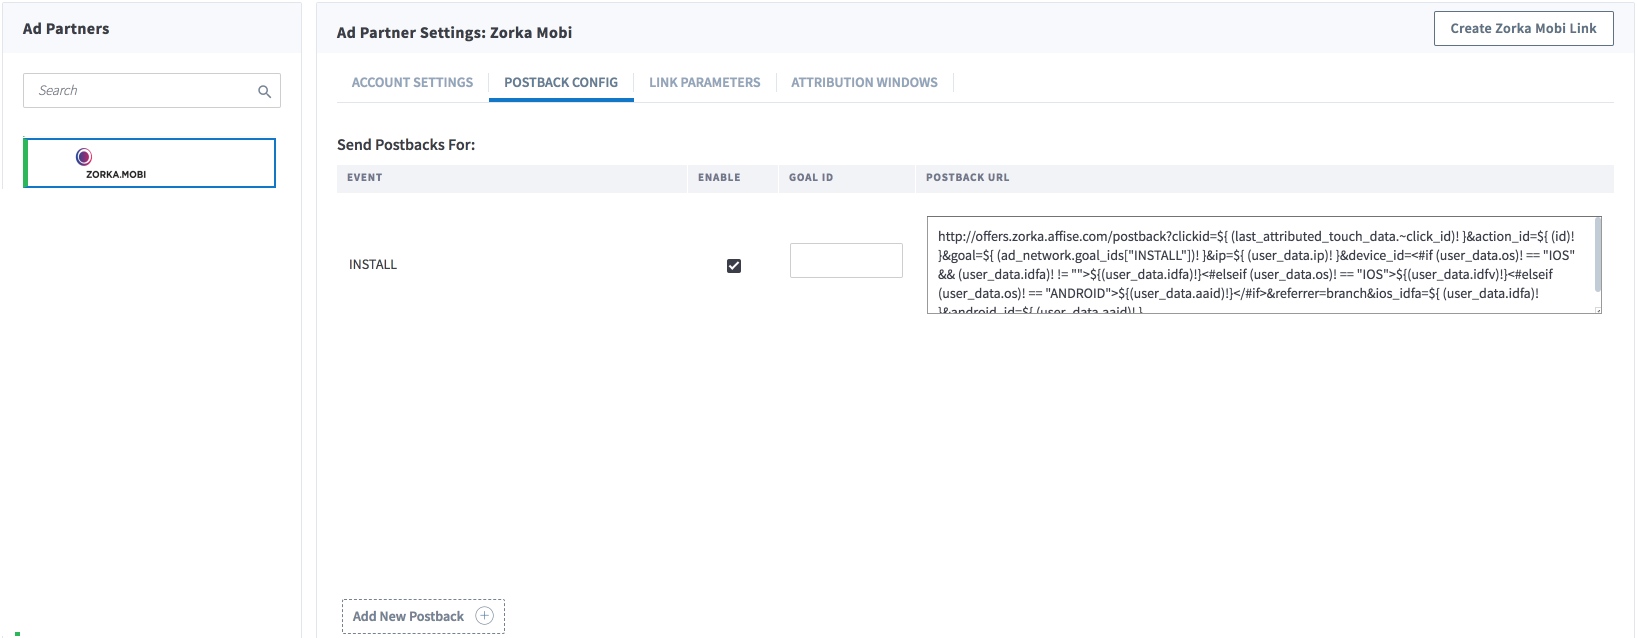 Ad Partners
Search
ZORKA.MOBI
Ad Partner Settings: Zorka Mobi
Create Zorka Mobi Link
ACCOUNT SETTINGS
POSTBACK CONFIG
LINK PARAMETERS
ATTRIBUTION WINDOWS
Send Postbacks For:
EVENT
ENABLE
GOAL ID
POSTBACK URL
INSTALL
http://offers.zorka.affise.com/postback?clickid=${ (last_attributed_touch_data.~click_id)! }&action_id=${ (id)!
}&goal=${ (ad_network.goal_ids["INSTALL"])! }&ip=${ (user_data.ip)! }&device_id=<#if (user_data.os)! == "IOS"
&& (user_data.idfa)! != "">${(user_data.idfa)!}<#elseif (user_data.os)! == "IOS">${(user_data.idfv)!}<#elseif
(user_data.os)! == "ANDROID">${(user_data.aaid)!}</#if>&referrer=branch&ios_idfa=${ (user_data.idfa)!
}&android_id=${ (user_data.aaid)! }
Add New Postback